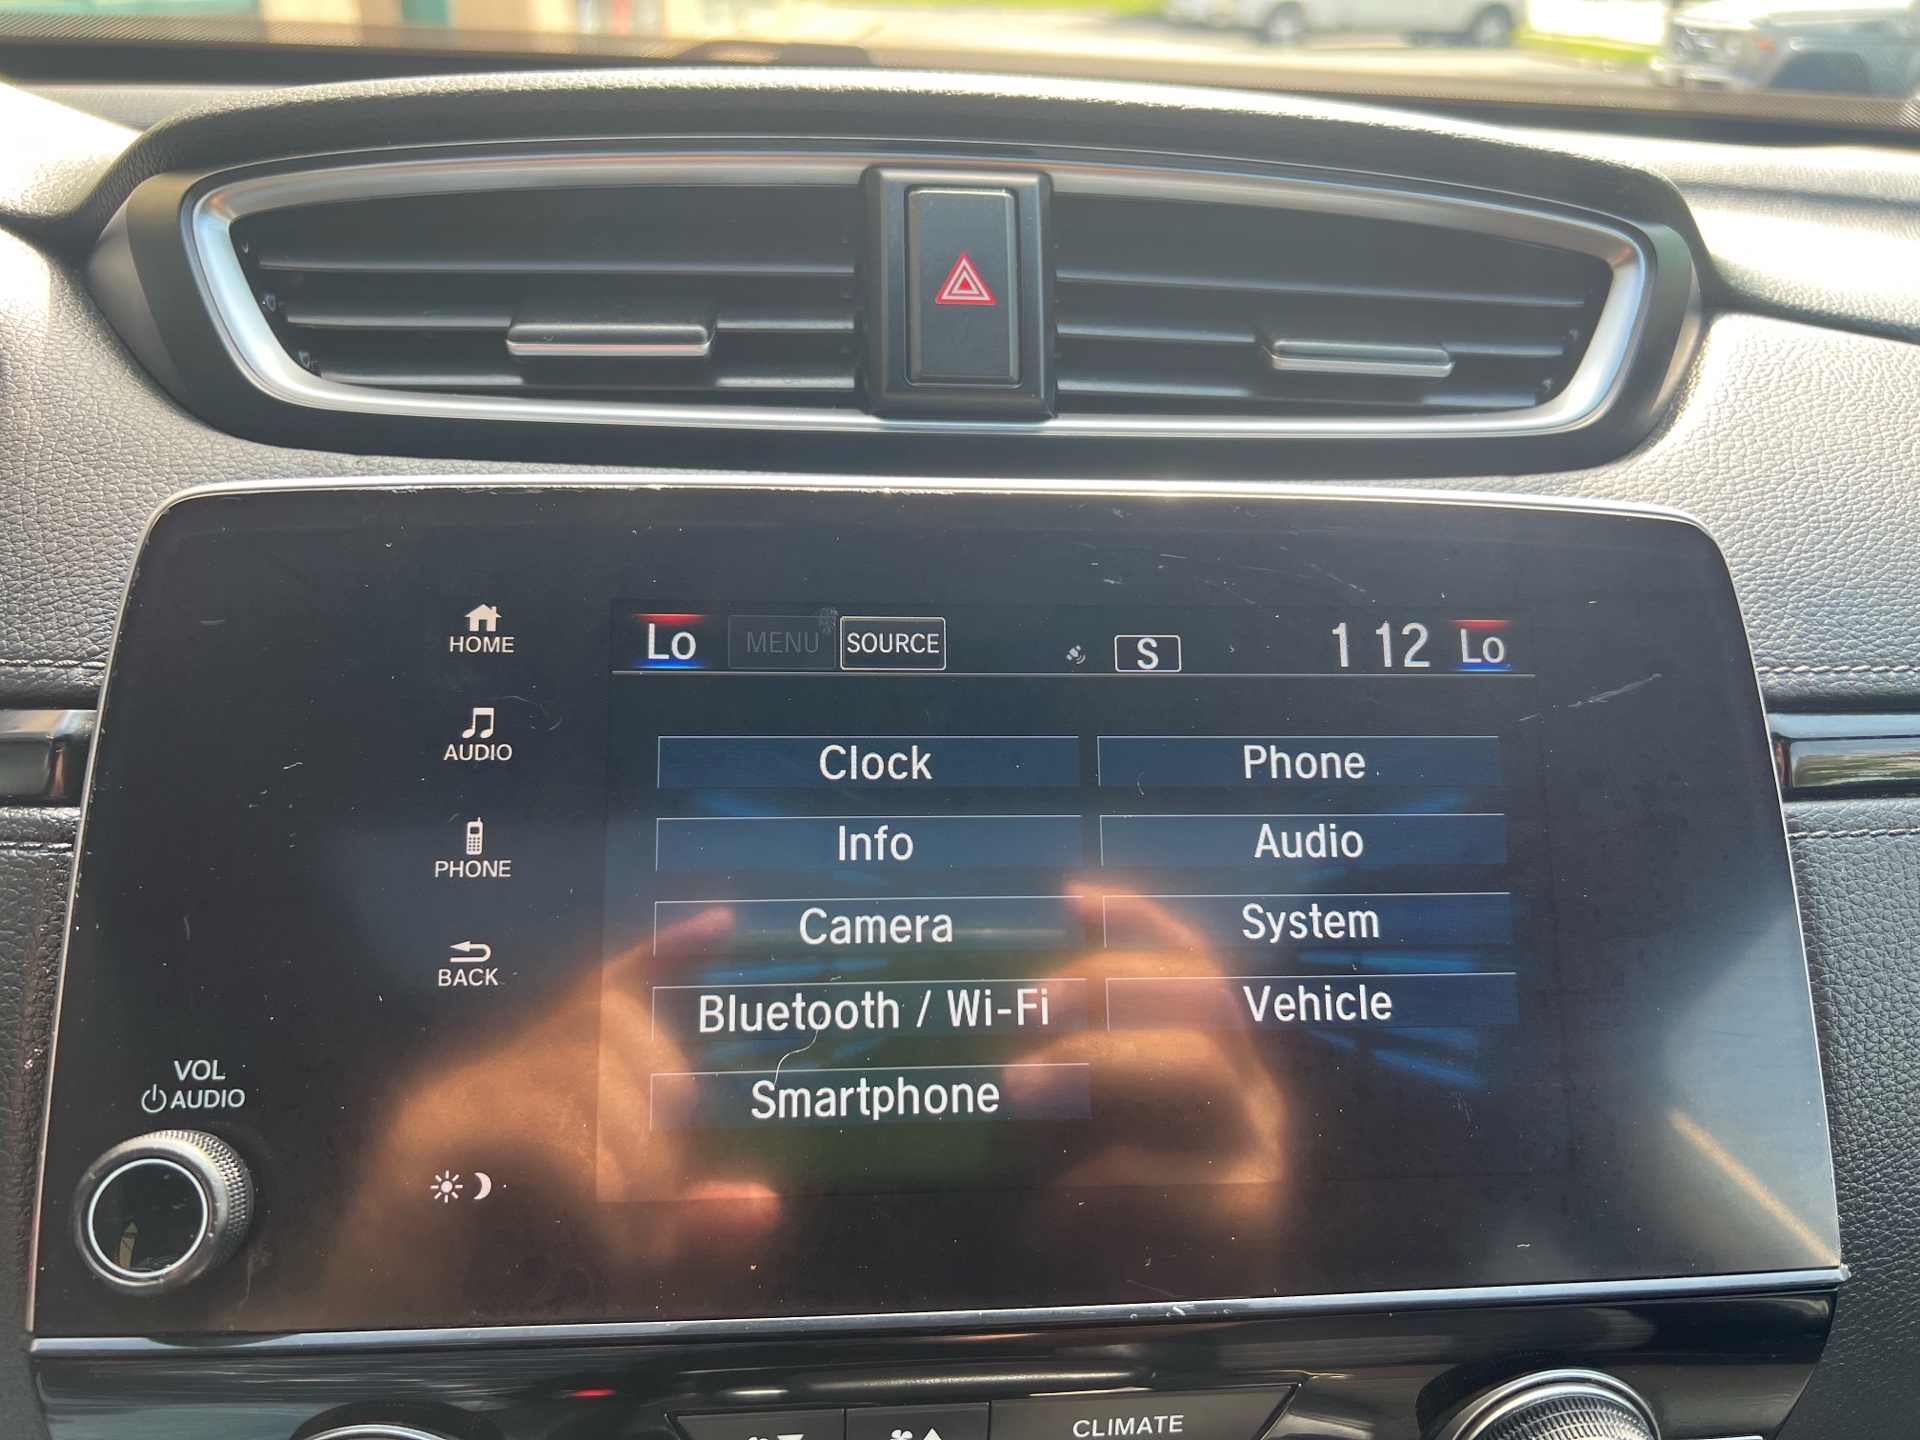 HOME
AUDIO
PHONE
BACK
VOL
AUDIO
Lo MENU SOURCE S 1 12 Lo
Clock Phone
Info Audio
Camera System
Bluetooth / Wi-Fi Vehicle
Smartphone
CLIMATE